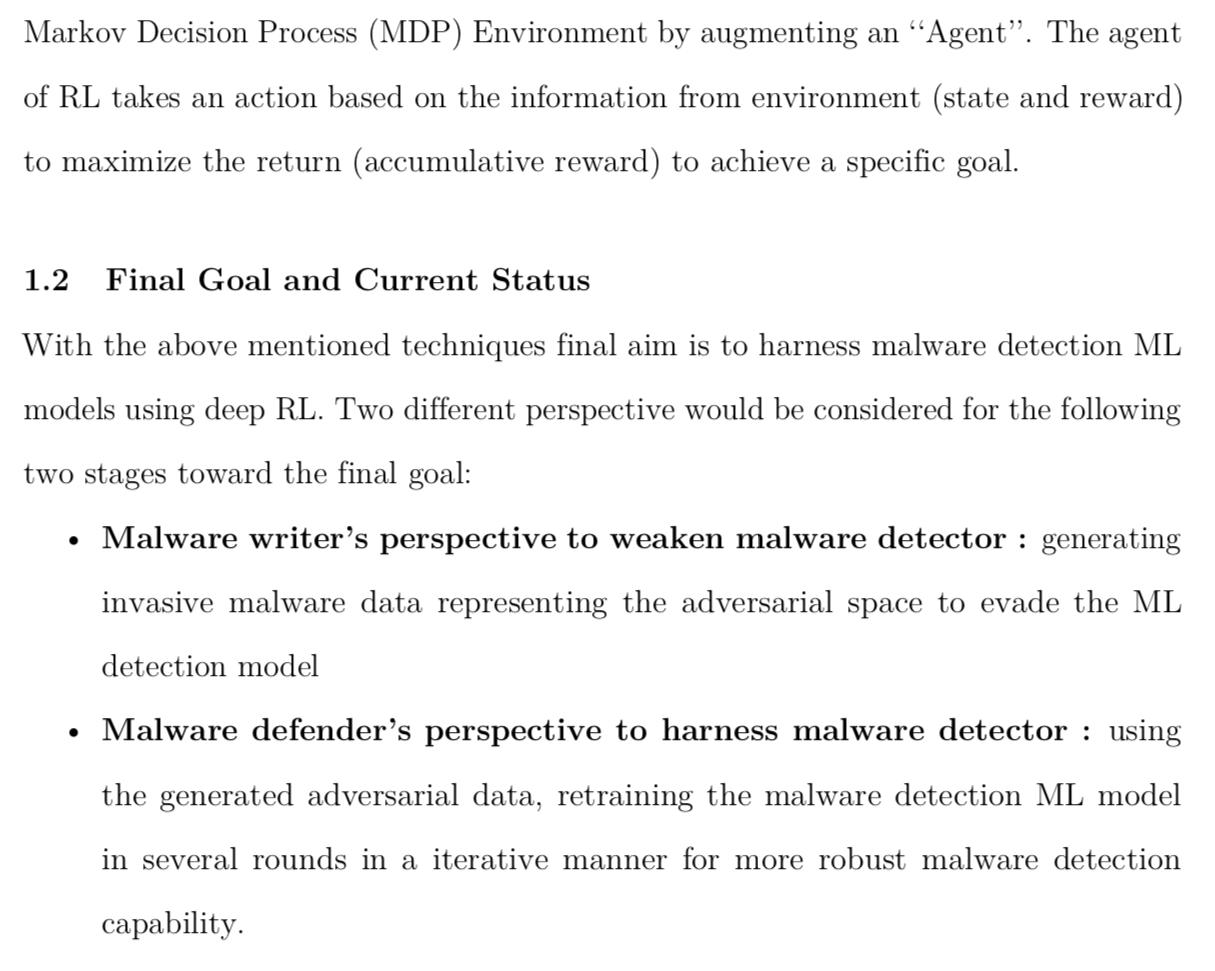 Markov Decision Process (MDP) Environment by augmenting an “Agent”. The agent
of RL takes an action based on the information from environment (state and reward)
to maximize the return (accumulative reward) to achieve a specific goal.
1.2 Final Goal and Current Status
With the above mentioned techniques final aim is to harness malware detection ML
models using deep RL. Two different perspective would be considered for the following
two stages toward the final goal:
• Malware writer’s perspective to weaken malware detector : generating
invasive malware data representing the adversarial space to evade the ML
detection model
• Malware defender’s perspective to harness malware detector : using
the generated adversarial data, retraining the malware detection ML model
in several rounds in a iterative manner for more robust malware detection
capability.